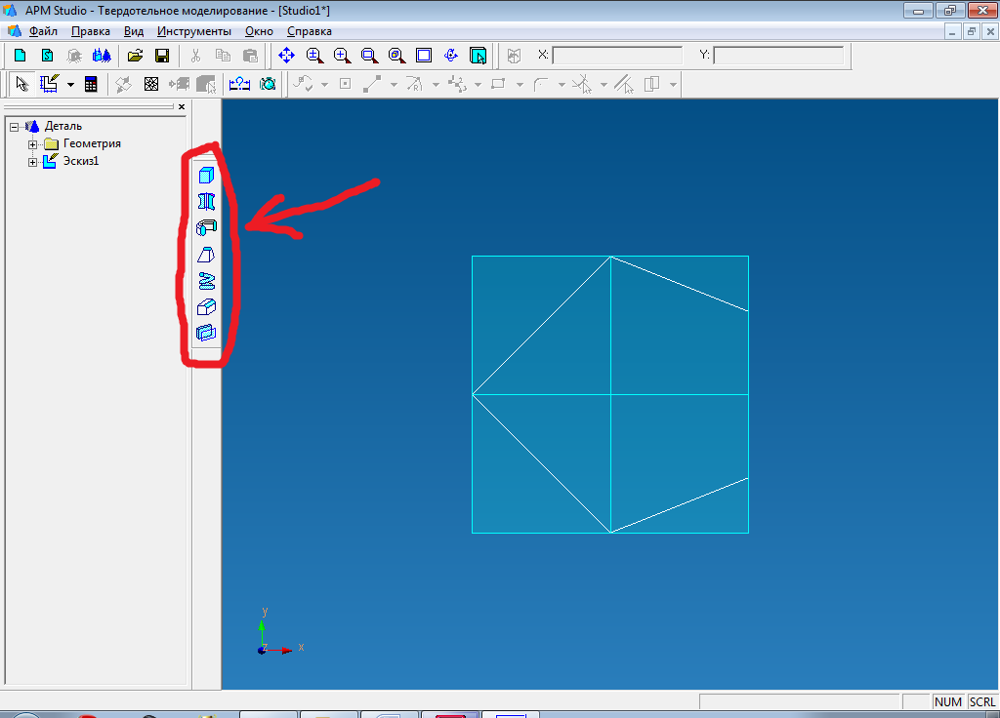 APM Studio - Твердотельное моделирование - [Studio1*]
Файл Правка Вид Инструменты Окно Справка
X: Y:
Деталь
Геометрия
Эскиз1
y
z x
NUM SCRL